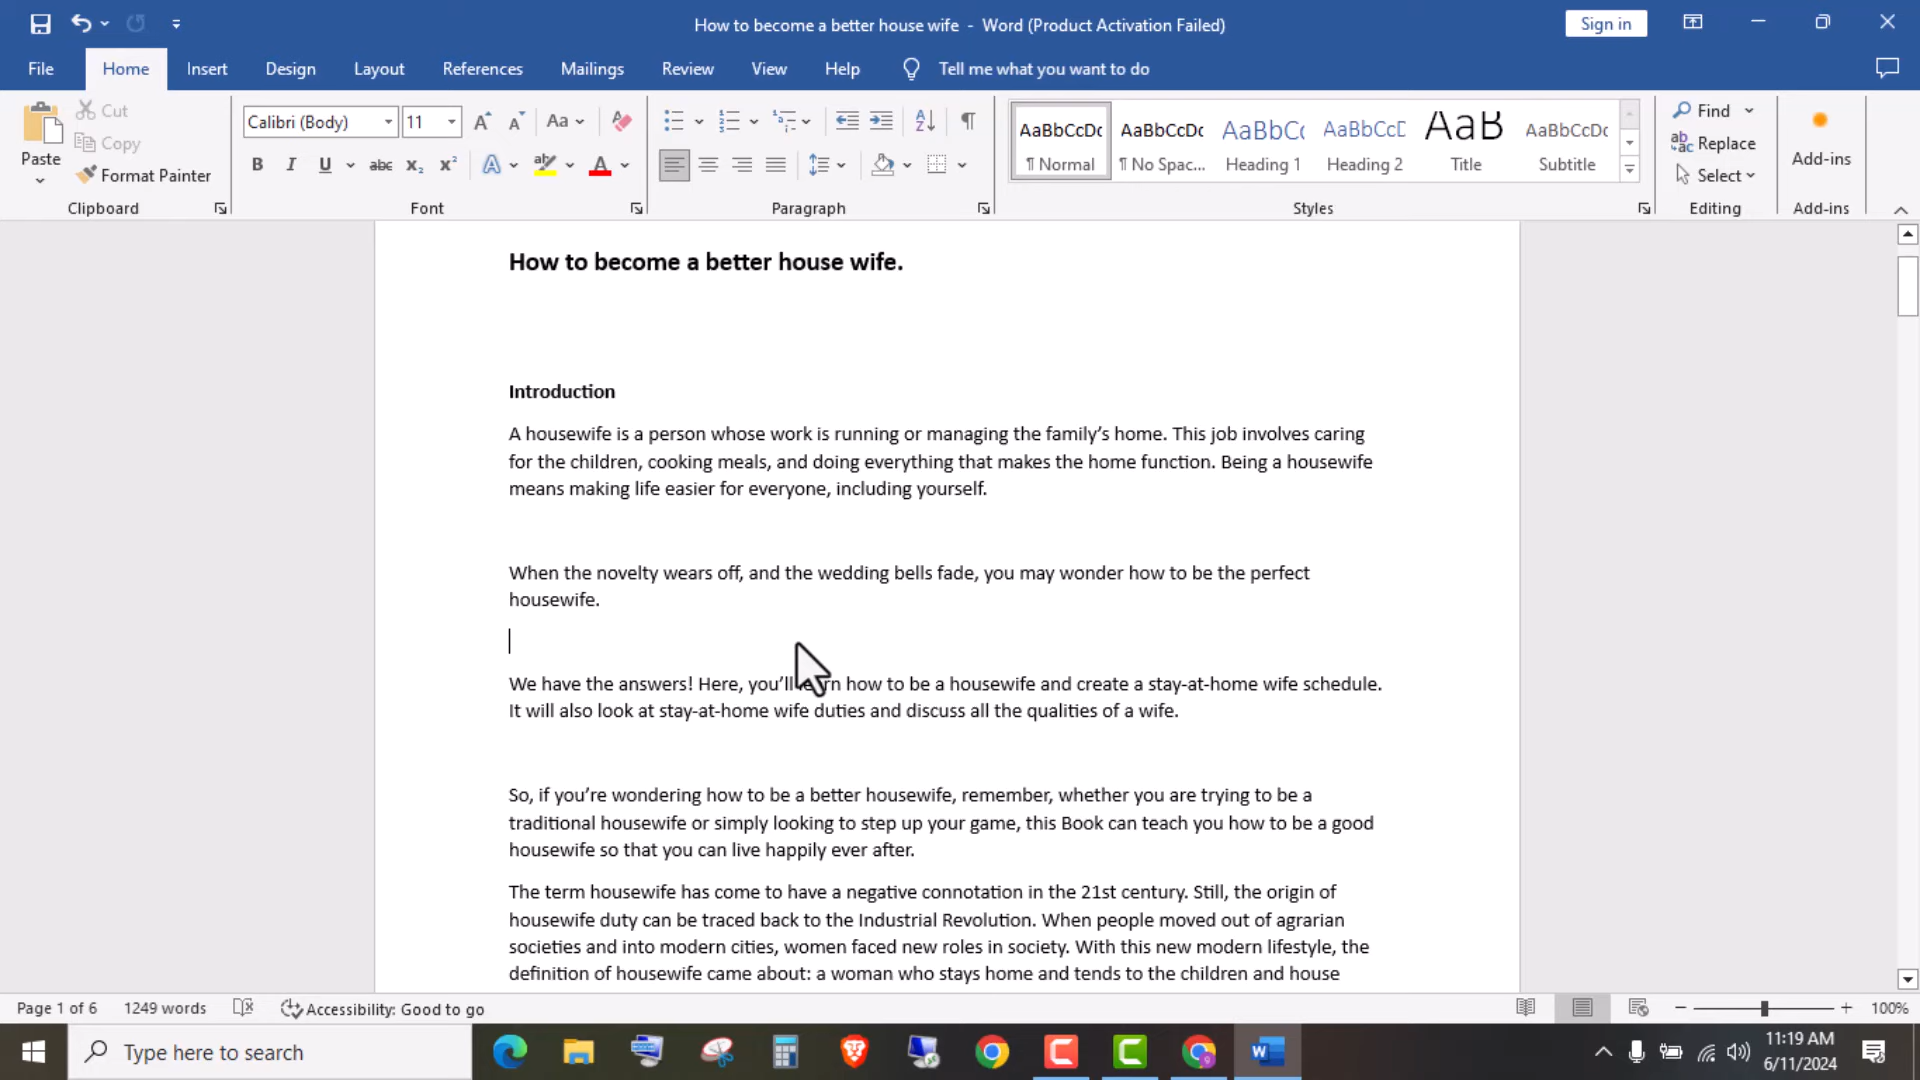 How to become a better house wife - Word (Product Activation Failed)
Sign in
File Home Insert Design Layout References Mailings Review View Help Tell me what you want to do
Paste
Cut
Copy
Format Painter
Clipboard
Calibri (Body) 11
Font
Paragraph
AaBbCcDc AaBbCcDc AaBbCc AaBbCcD AaB AaBbCcDc
¶ Normal ¶ No Spac... Heading 1 Heading 2 Title Subtitle
Styles
Find
Replace
Select
Editing
Add-ins
Add-ins
How to become a better house wife.
Introduction
A housewife is a person whose work is running or managing the family’s home. This job involves caring
for the children, cooking meals, and doing everything that makes the home function. Being a housewife
means making life easier for everyone, including yourself.
When the novelty wears off, and the wedding bells fade, you may wonder how to be the perfect
housewife.
We have the answers! Here, you’ll learn how to be a housewife and create a stay-at-home wife schedule.
It will also look at stay-at-home wife duties and discuss all the qualities of a wife.
So, if you’re wondering how to be a better housewife, remember, whether you are trying to be a
traditional housewife or simply looking to step up your game, this Book can teach you how to be a good
housewife so that you can live happily ever after.
The term housewife has come to have a negative connotation in the 21st century. Still, the origin of
housewife duty can be traced back to the Industrial Revolution. When people moved out of agrarian
societies and into modern cities, women faced new roles in society. With this new modern lifestyle, the
definition of housewife came about: a woman who stays home and tends to the children and house
Page 1 of 6 1249 words Accessibility: Good to go 100%
Type here to search
11:19 AM
6/11/2024